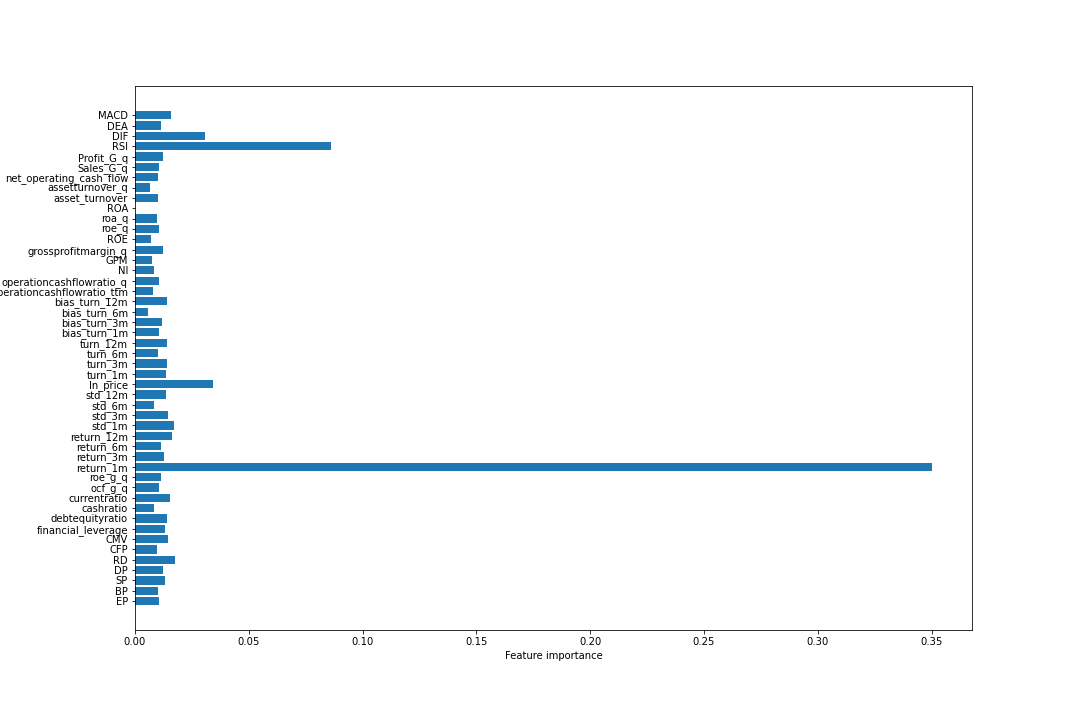 MACD
DEA
DIF
RSI
Profit_G_q
Sales_G_q
net_operating_cash_flow
assetturnover_q
asset_turnover
ROA
roa_q
roe_q
ROE
grossprofitmargin_q
GPM
NI
operationcashflowratio_q
perationcashflowratio_ttm
bias_turn_12m
bias_turn_6m
bias_turn_3m
bias_turn_1m
turn_12m
turn_6m
turn_3m
turn_1m
ln_price
std_12m
std_6m
std_3m
std_1m
return_12m
return_6m
return_3m
return_1m
roe_g_q
ocf_g_q
currentratio
cashratio
debtequityratio
financial_leverage
CMV
CFP
RD
DP
SP
BP
EP
0.00 0.05 0.10 0.15 0.20 0.25 0.30 0.35
Feature importance